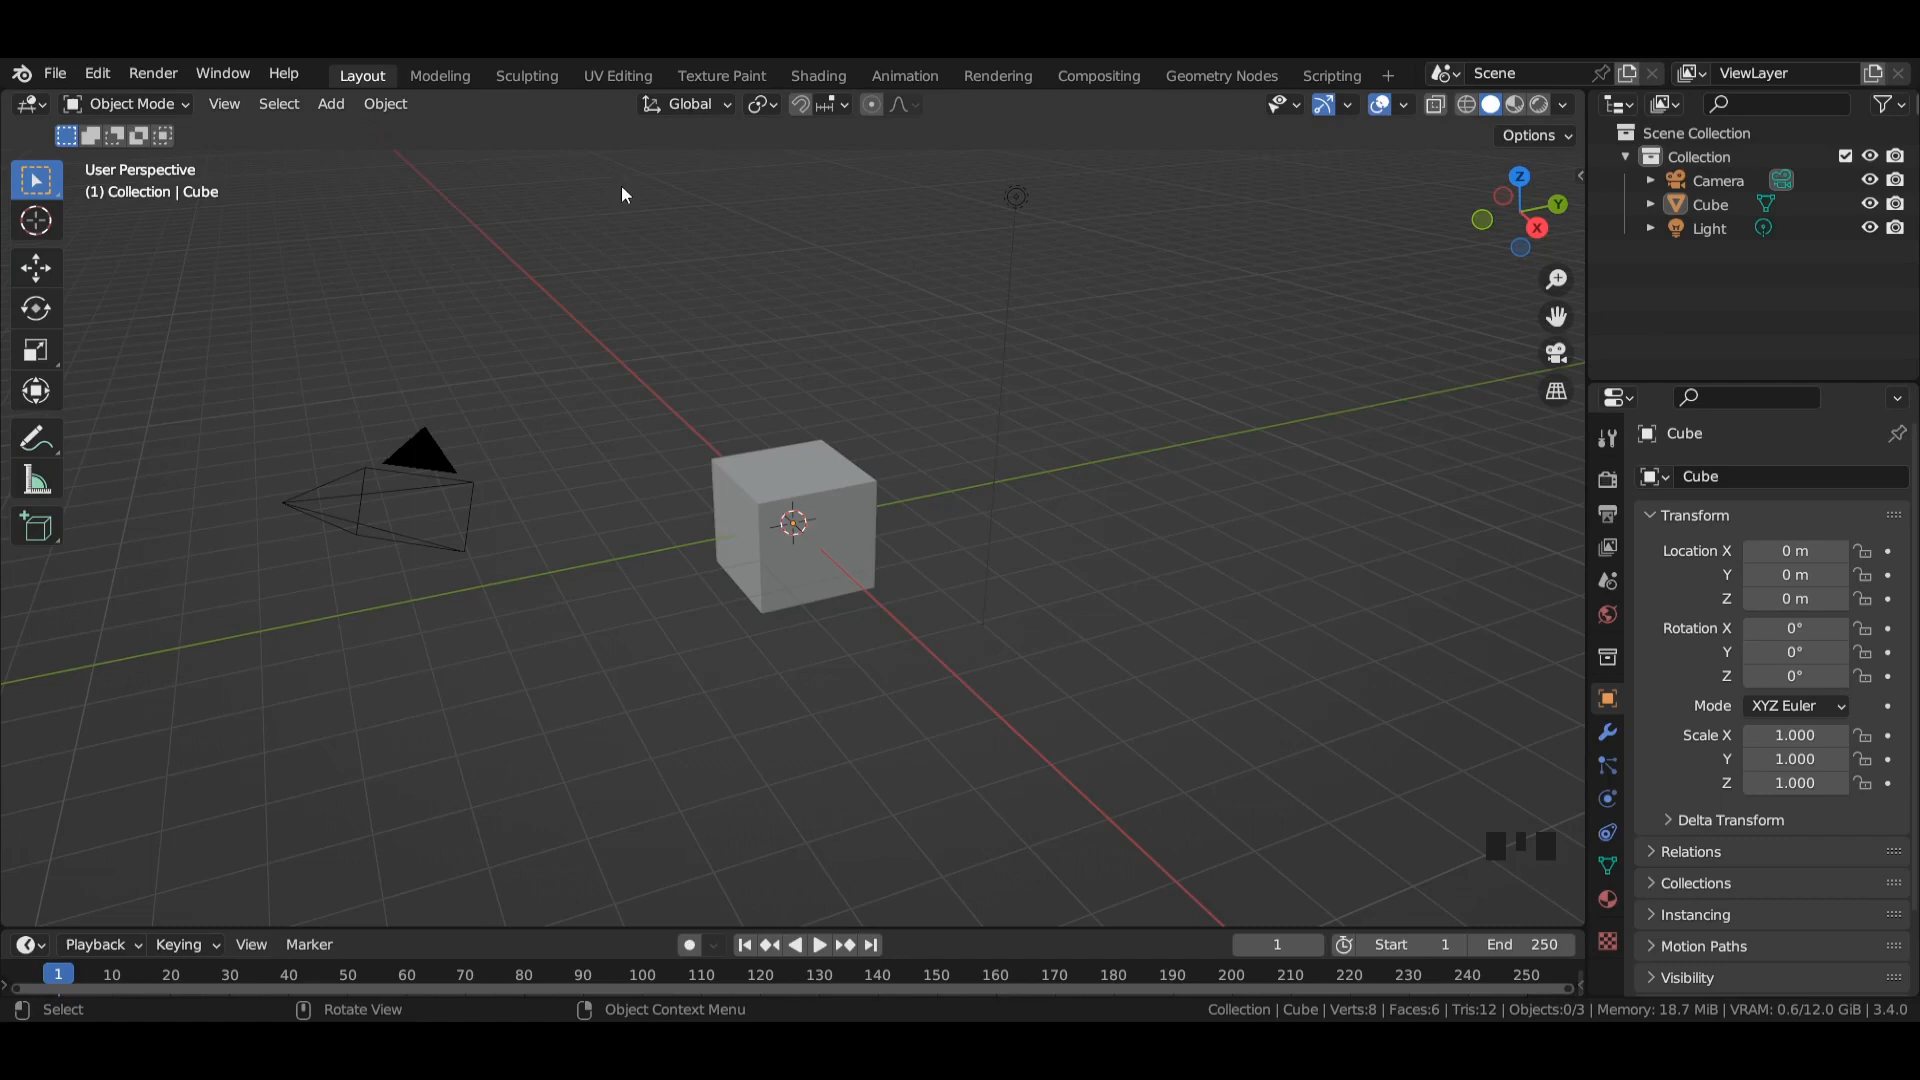 File Edit Render Window Help Layout Modeling Sculpting UV Editing Texture Paint Shading Animation Rendering Compositing Geometry Nodes Scripting + Scene ViewLayer
Object Mode View Select Add Object Global
Options
User Perspective
(1) Collection | Cube
Z
Y
X
Scene Collection
Collection
Camera
Cube
Light
Cube
Cube
Transform
Location X 0 m
Y 0 m
Z 0 m
Rotation X 0°
Y 0°
Z 0°
Mode XYZ Euler
Scale X 1.000
Y 1.000
Z 1.000
Delta Transform
Relations
Collections
Instancing
Motion Paths
Visibility
Playback Keying View Marker 1 Start 1 End 250
1 10 20 30 40 50 60 70 80 90 100 110 120 130 140 150 160 170 180 190 200 210 220 230 240 250
Select Rotate View Object Context Menu Collection | Cube | Verts:8 | Faces:6 | Tris:12 | Objects:0/3 | Memory: 18.7 MiB | VRAM: 0.6/12.0 GiB | 3.4.0